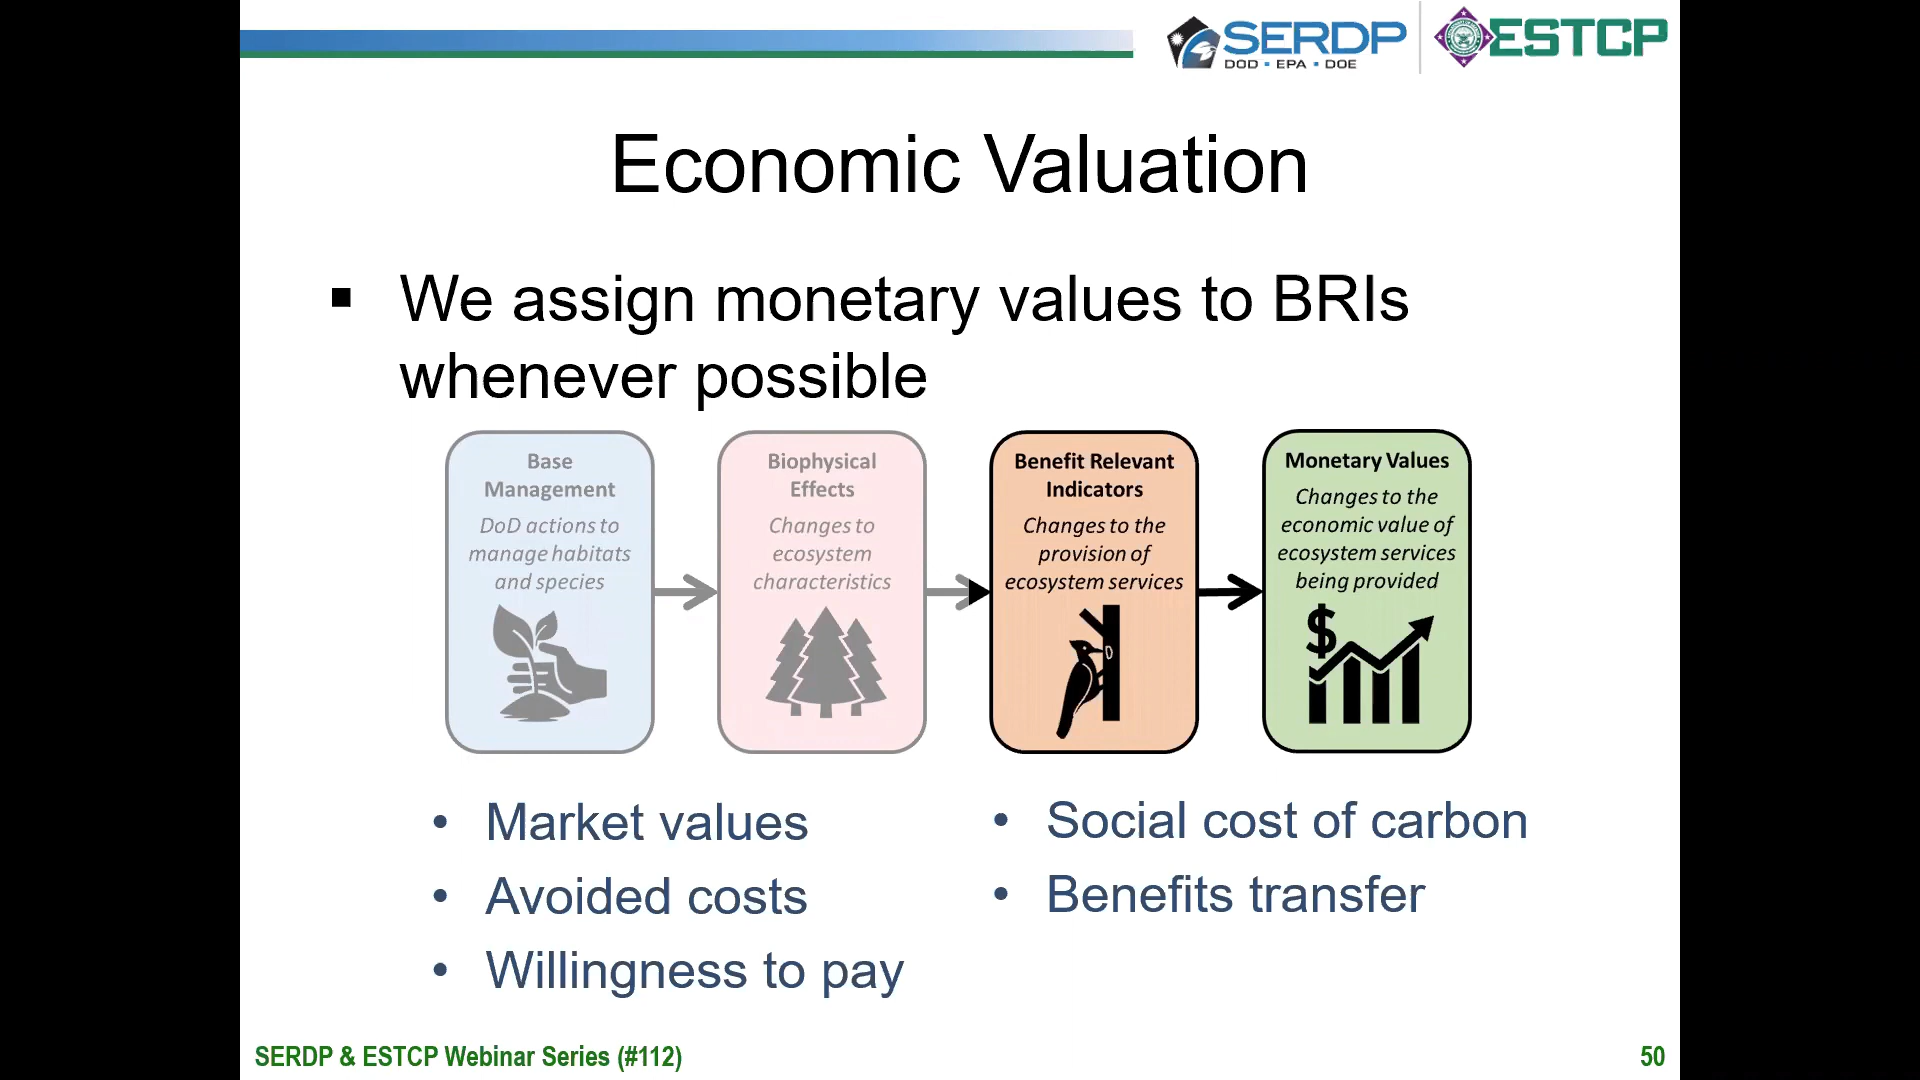 SERDP
DOD ▪ EPA ▪ DOE
ESTCP
Economic Valuation
▪ We assign monetary values to BRIs
whenever possible
Base
Management
DoD actions to
manage habitats
and species
Biophysical
Effects
Changes to
ecosystem
characteristics
Benefit Relevant
Indicators
Changes to the
provision of
ecosystem services
Monetary Values
Changes to the
economic value of
ecosystem services
being provided
$
• Market values
• Avoided costs
• Willingness to pay
• Social cost of carbon
• Benefits transfer
SERDP & ESTCP Webinar Series (#112)
50